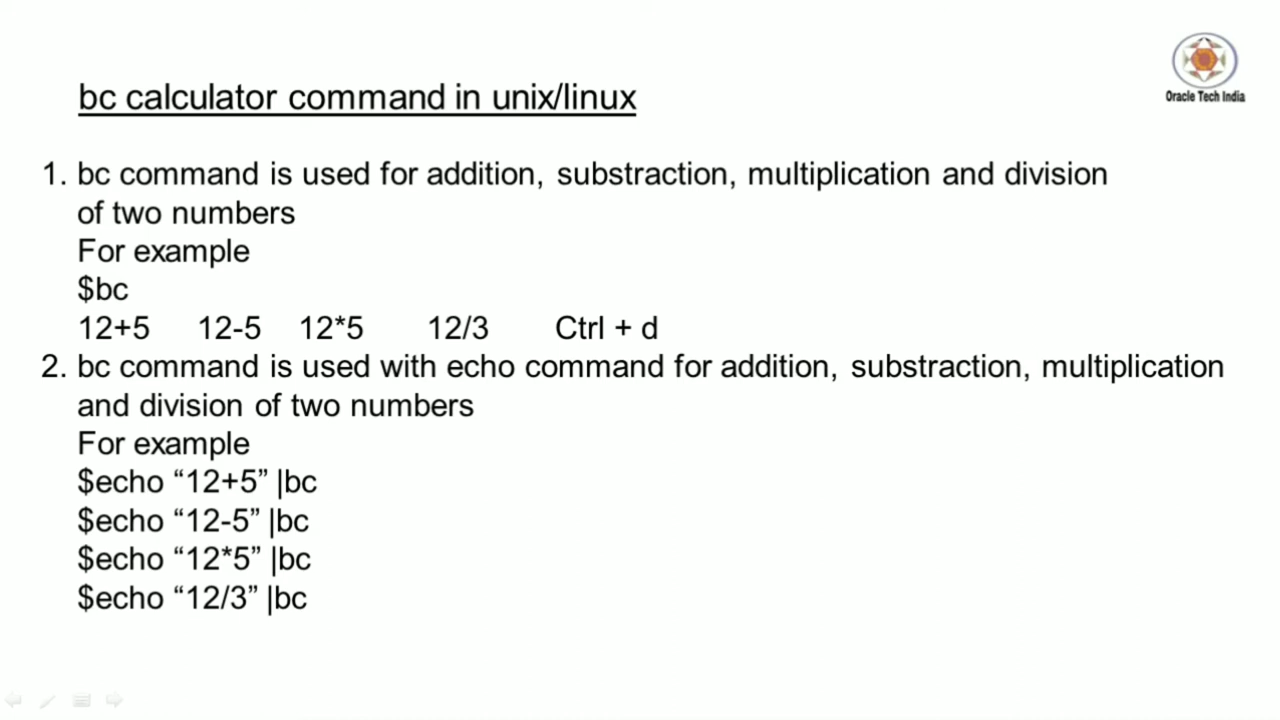 Oracle Tech India
bc calculator command in unix/linux
1. bc command is used for addition, substraction, multiplication and division
of two numbers
For example
$bc
12+5 12-5 12*5 12/3 Ctrl + d
2. bc command is used with echo command for addition, substraction, multiplication
and division of two numbers
For example
$echo “12+5” |bc
$echo “12-5” |bc
$echo “12*5” |bc
$echo “12/3” |bc